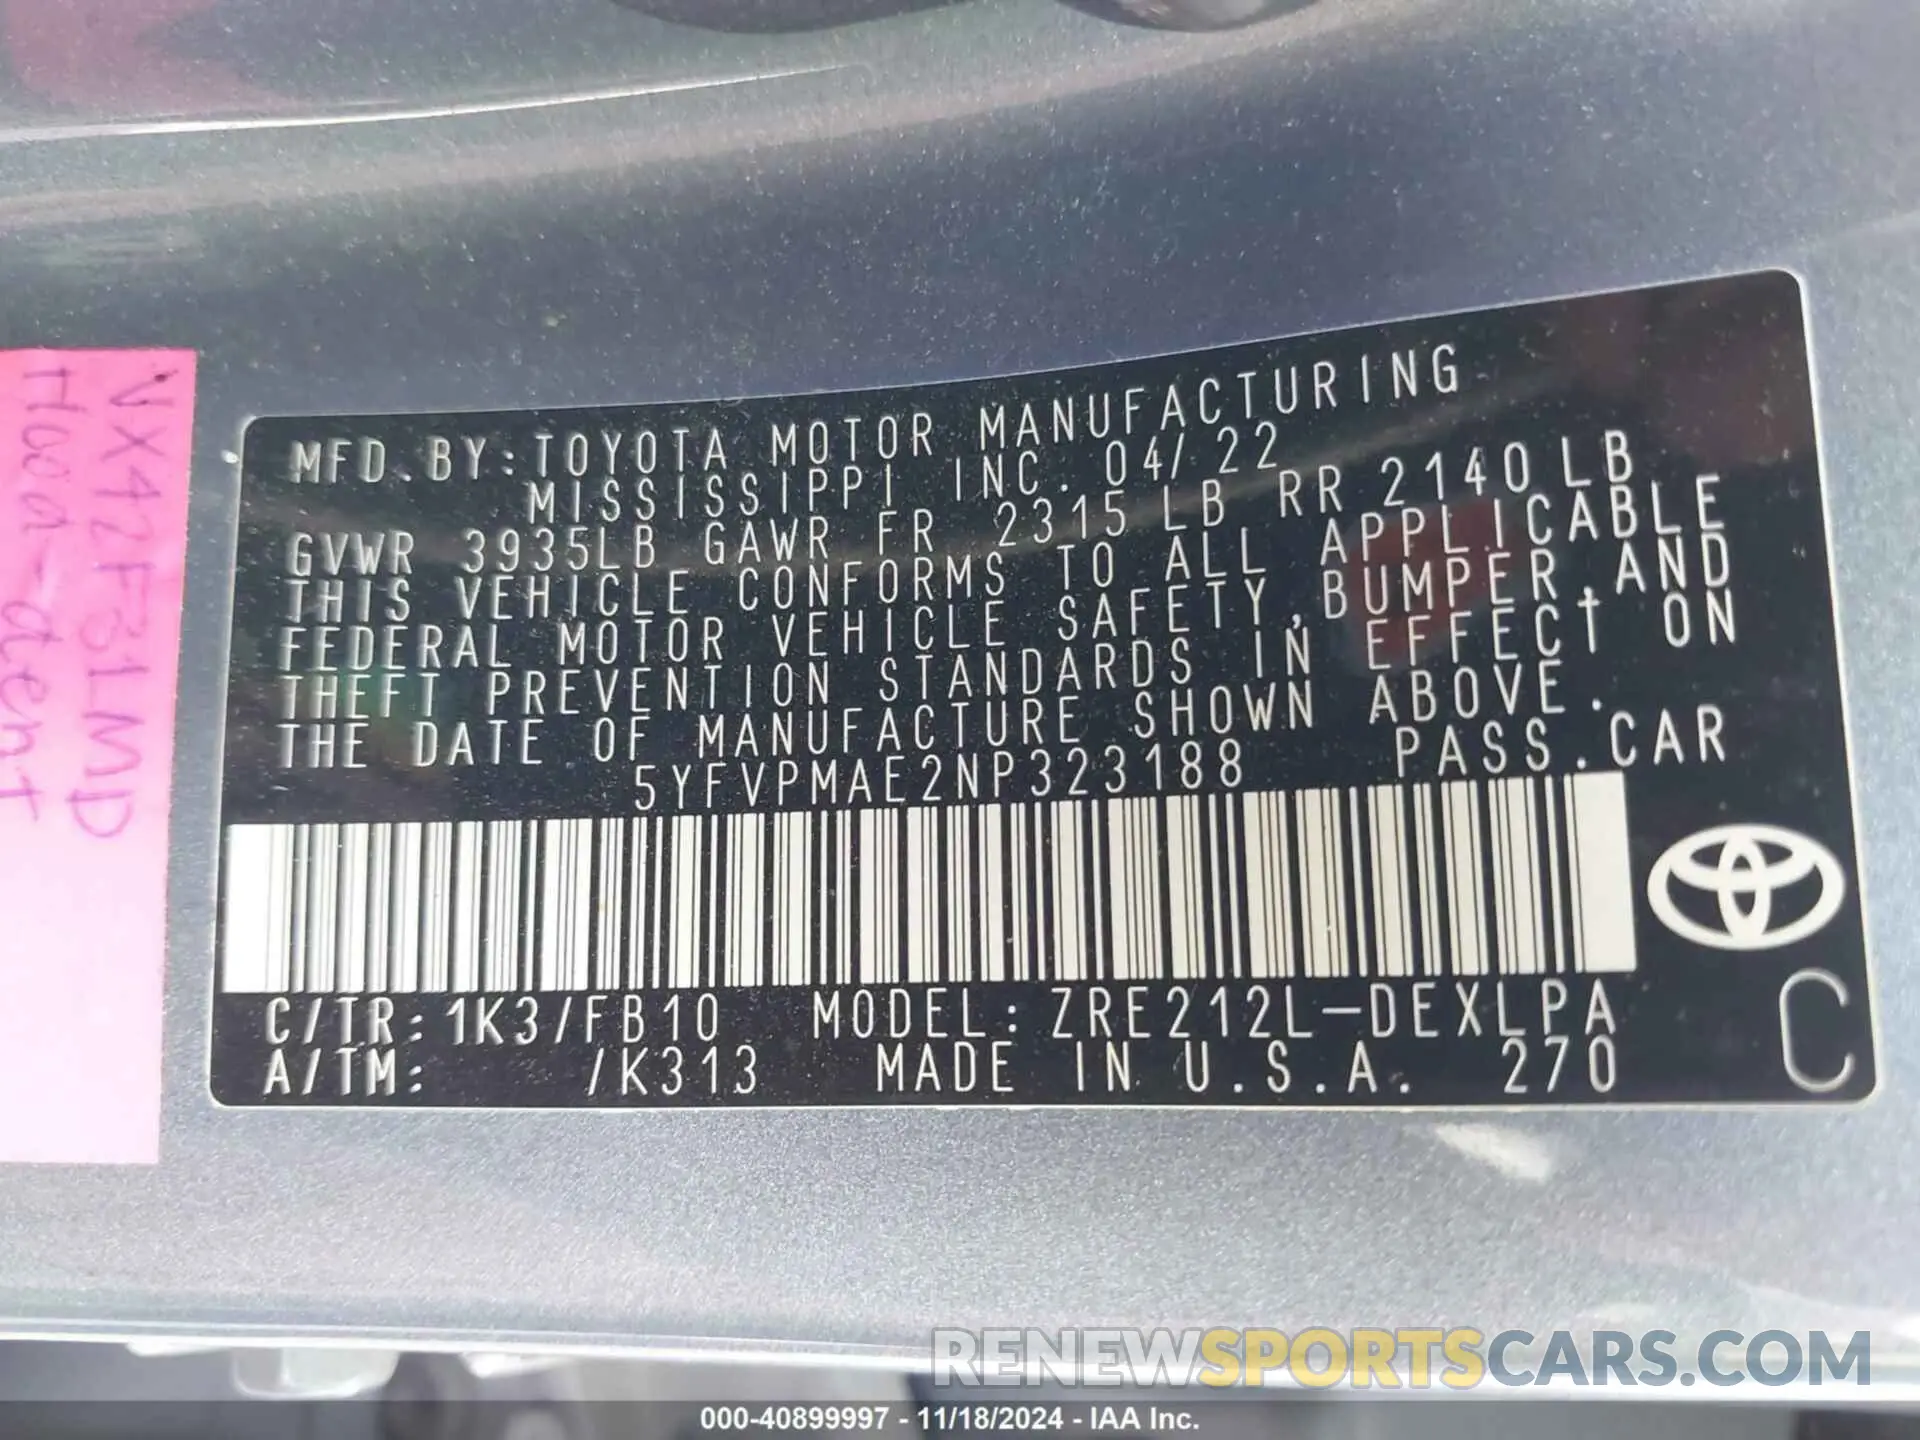 MFD.BY:TOYOTA MOTOR MANUFACTURING
MISSISSIPPI INC. 04/22
GVWR 3935LB GAWR FR 2315 LB RR 2140LB
THIS VEHICLE CONFORMS TO ALL APPLICABLE
FEDERAL MOTOR VEHICLE SAFETY,BUMPER,AND
THEFT PREVENTION STANDARDS IN EFFECT ON
THE DATE OF MANUFACTURE SHOWN ABOVE.
5YFVPMAE2NP323188 PASS.CAR
C/TR:1K3/FB10 MODEL:ZRE212L-DEXLPA
A/TM: /K313 MADE IN U.S.A. 270
C
VX42F31LMD
Hood-dent
RENEWSPORTSCARS.COM
000-40899997 - 11/18/2024 - IAA Inc.